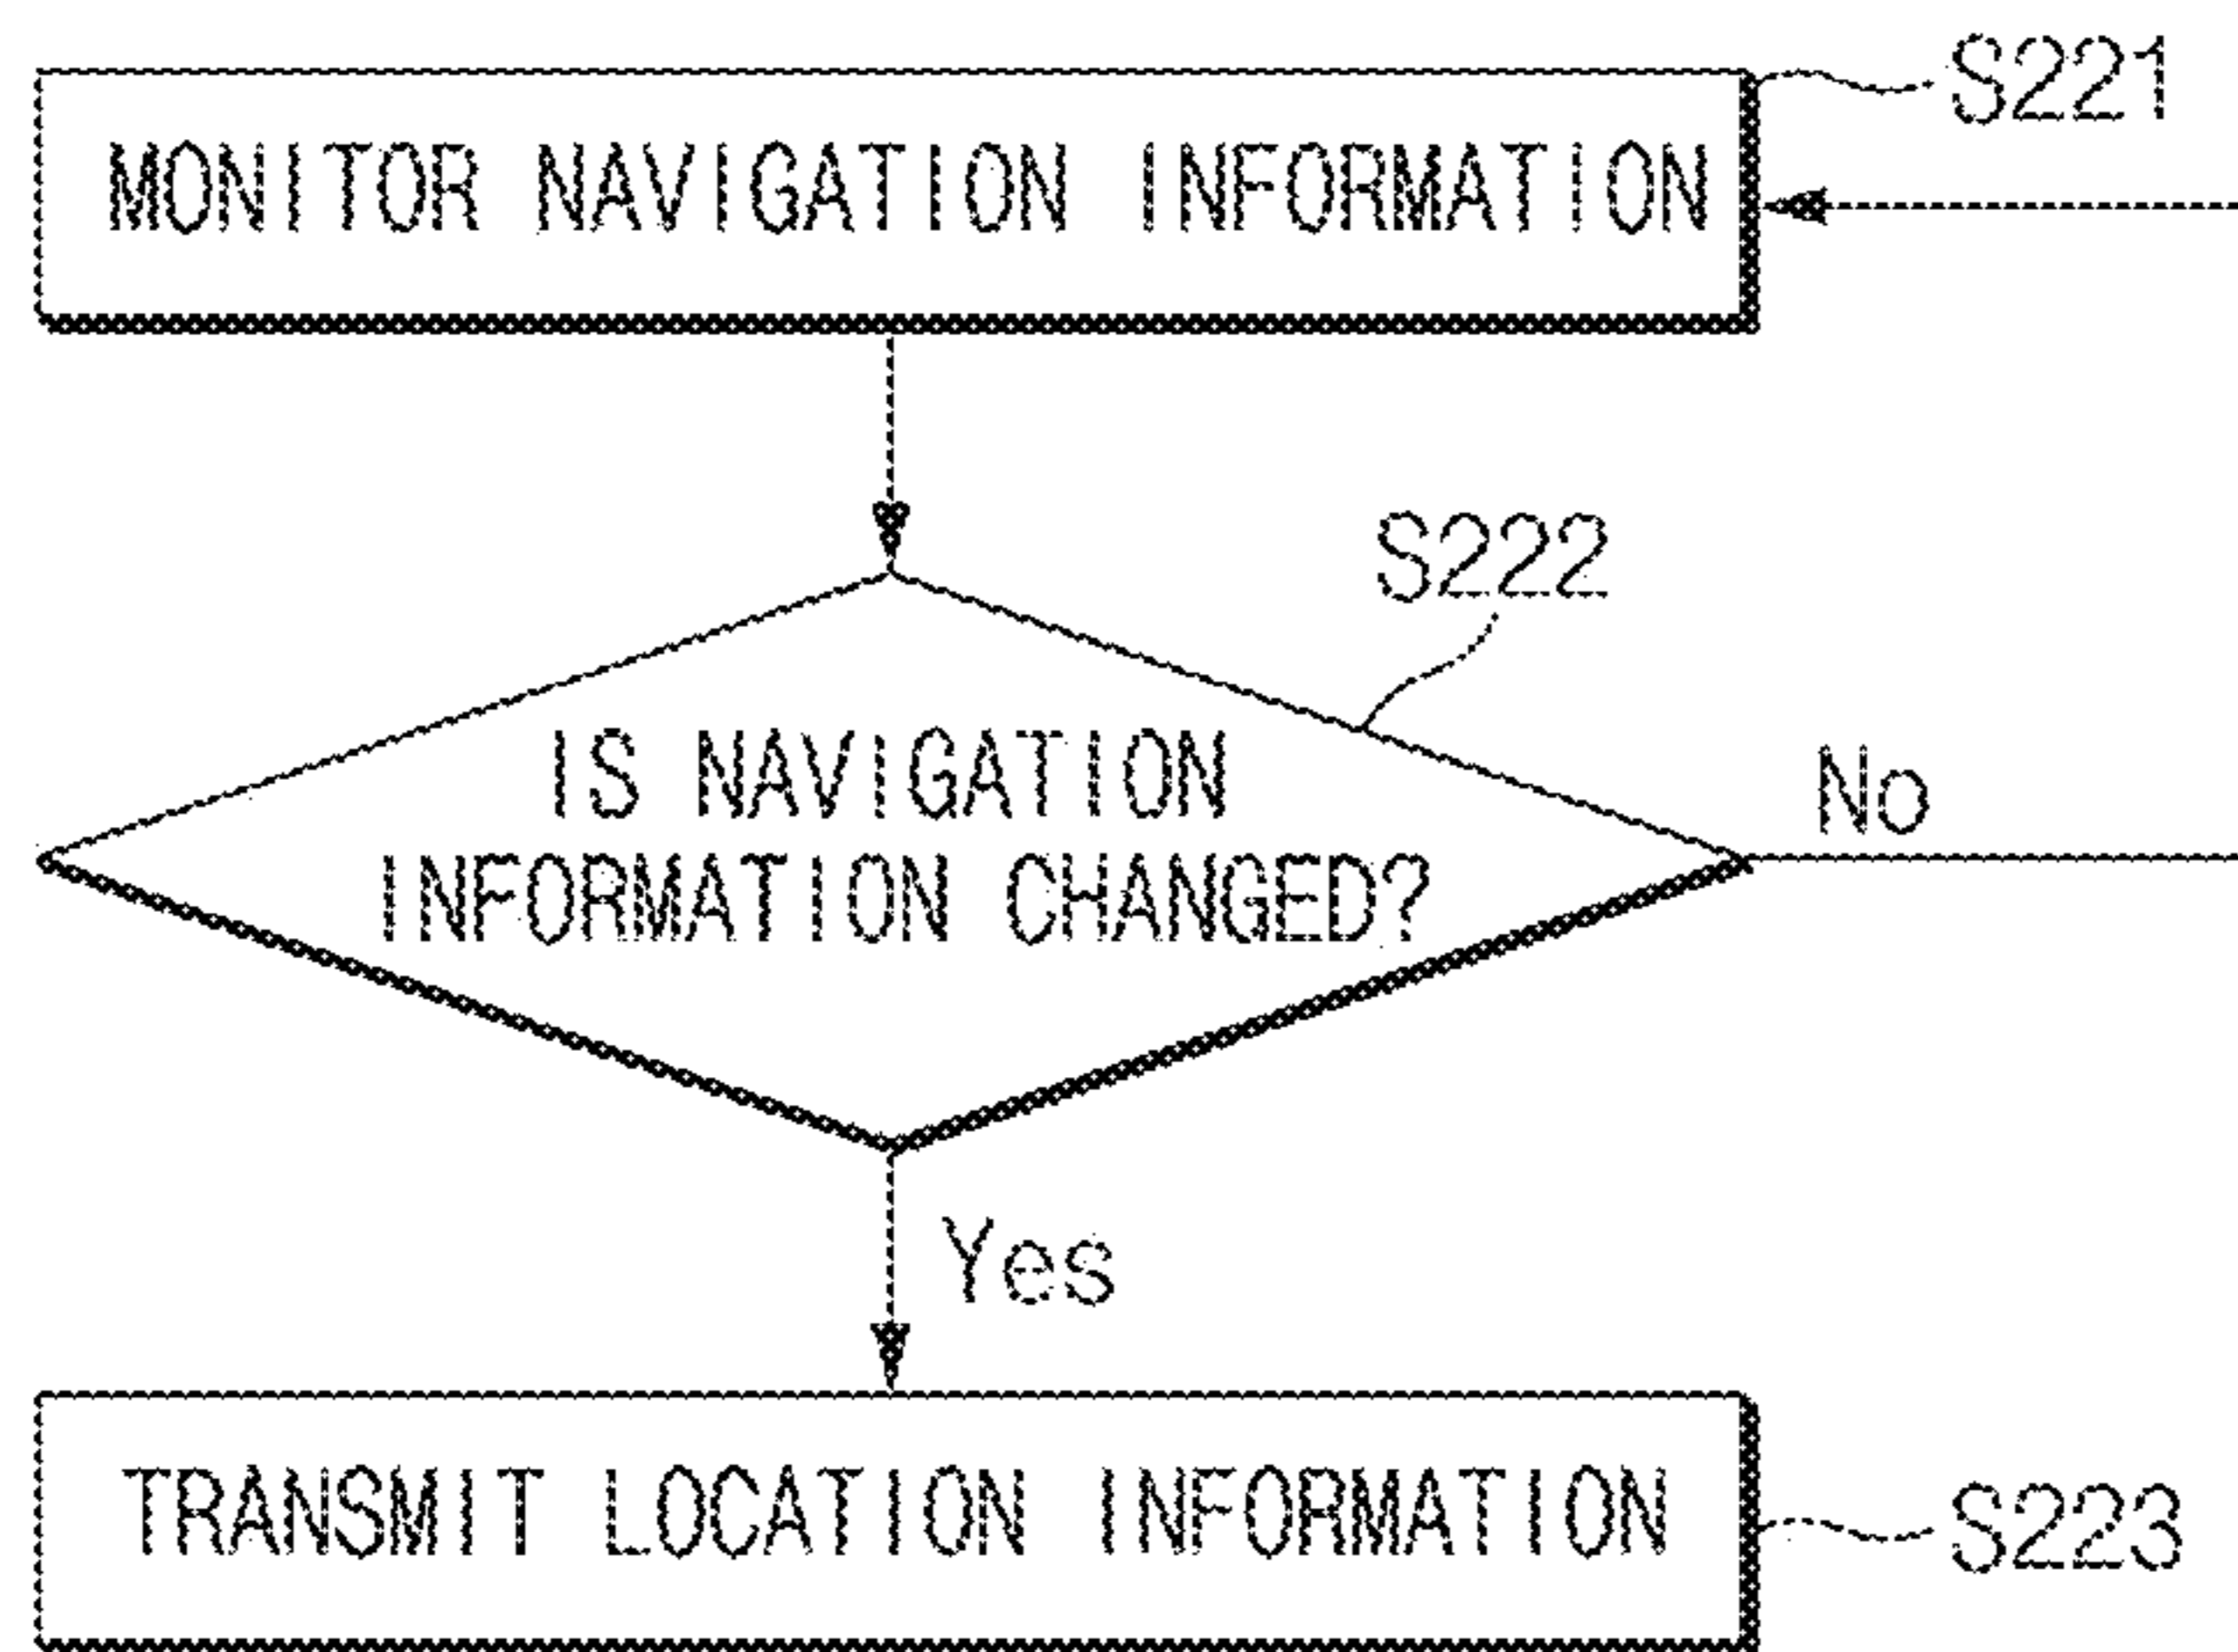 S221
MONITOR NAVIGATION INFORMATION
S222
IS NAVIGATION
INFORMATION CHANGED?
No
Yes
TRANSMIT LOCATION INFORMATION
S223